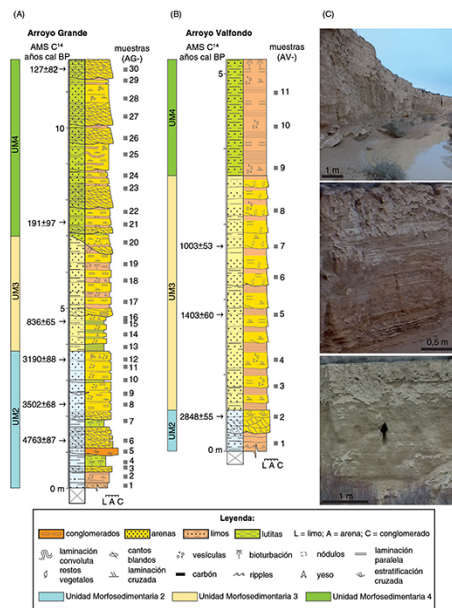 (A)
Arroyo Grande
AMS C14
años cal BP
muestras
(AG-)
127±82
191±97
836±65
3190±88
3502±68
4763±87
10
5
0 m
30
29
28
27
26
25
24
23
22
21
20
19
18
17
16
15
14
13
12
11
10
9
8
7
6
5
4
3
2
1
L A C
UM4
UM3
UM2
(B)
Arroyo Valfondo
AMS C14
años cal BP
muestras
(AV-)
5
1003±53
1403±60
2848±55
0 m
11
10
9
8
7
6
5
4
3
2
1
L A C
UM4
UM3
UM2
(C)
1 m
0,5 m
1 m
Leyenda:
conglomerados arenas limos lutitas L = limo; A = arena; C = conglomerado
laminación convoluta cantos blandos vesículas bioturbación nódulos laminación paralela
restos vegetales laminación cruzada carbón ripples yeso estratificación cruzada
Unidad Morfosedimentaria 2 Unidad Morfosedimentaria 3 Unidad Morfosedimentaria 4